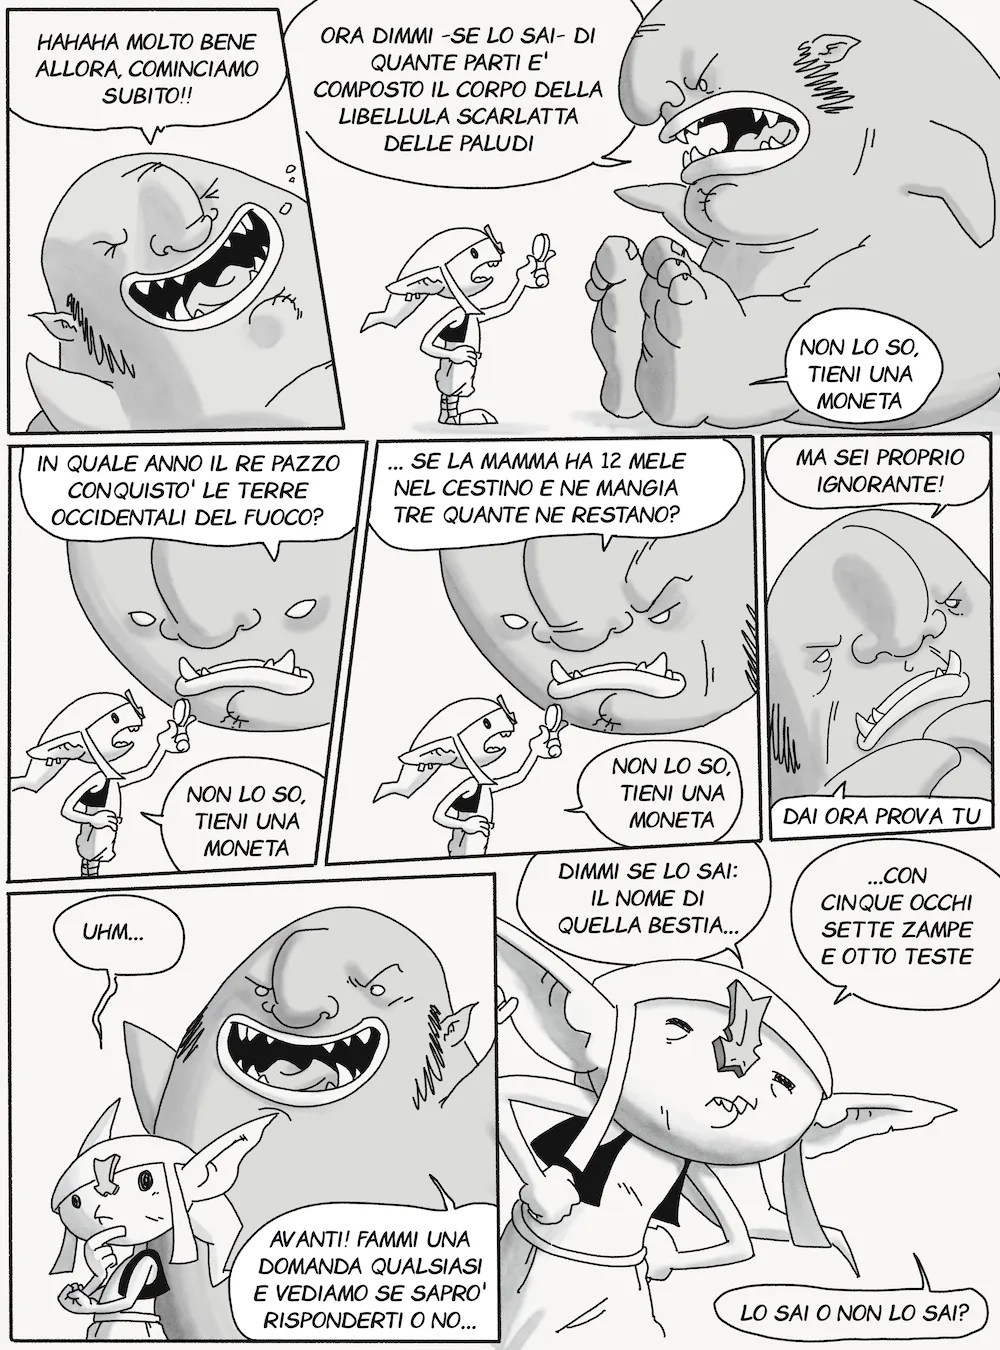 HAHAHA MOLTO BENE
ALLORA, COMINCIAMO
SUBITO!!
ORA DIMMI -SE LO SAI- DI
QUANTE PARTI E'
COMPOSTO IL CORPO DELLA
LIBELLULA SCARLATTA
DELLE PALUDI
NON LO SO,
TIENI UNA
MONETA
IN QUALE ANNO IL RE PAZZO
CONQUISTO' LE TERRE
OCCIDENTALI DEL FUOCO?
NON LO SO,
TIENI UNA
MONETA
... SE LA MAMMA HA 12 MELE
NEL CESTINO E NE MANGIA
TRE QUANTE NE RESTANO?
NON LO SO,
TIENI UNA
MONETA
MA SEI PROPRIO
IGNORANTE!
DAI ORA PROVA TU
UHM...
AVANTI! FAMMI UNA
DOMANDA QUALSIASI
E VEDIAMO SE SAPRO'
RISPONDERTI O NO...
DIMMI SE LO SAI:
IL NOME DI
QUELLA BESTIA...
...CON
CINQUE OCCHI
SETTE ZAMPE
E OTTO TESTE
LO SAI O NON LO SAI?